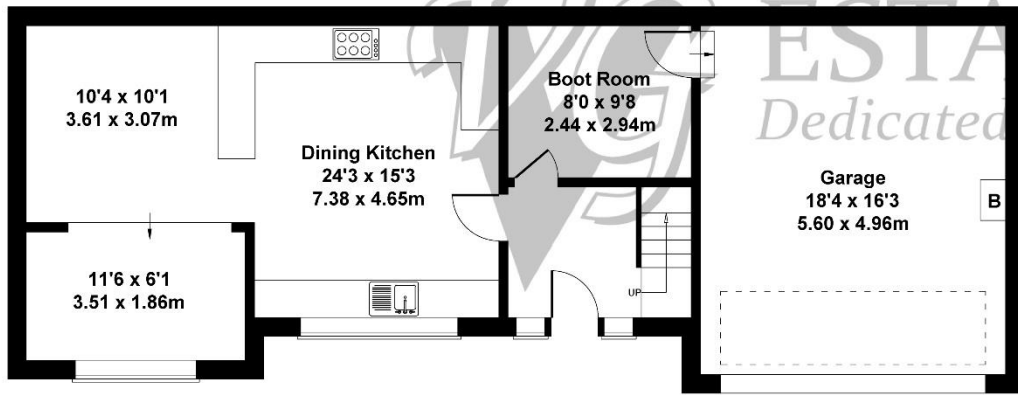 10'4 x 10'1
3.61 x 3.07m
Dining Kitchen
24'3 x 15'3
7.38 x 4.65m
11'6 x 6'1
3.51 x 1.86m
Boot Room
8'0 x 9'8
2.44 x 2.94m
UP
Garage
18'4 x 16'3
5.60 x 4.96m
B
VG
ESTA
Dedicated